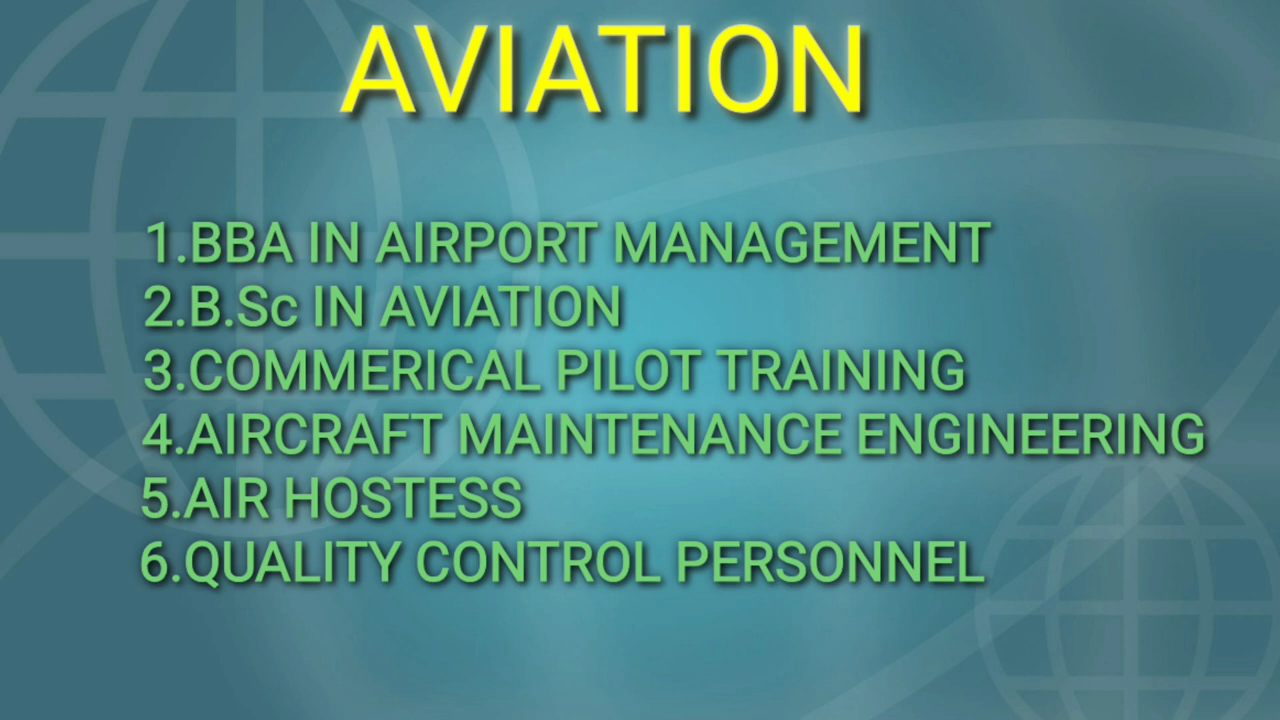 AVIATION
1.BBA IN AIRPORT MANAGEMENT
2.B.Sc IN AVIATION
3.COMMERICAL PILOT TRAINING
4.AIRCRAFT MAINTENANCE ENGINEERING
5.AIR HOSTESS
6.QUALITY CONTROL PERSONNEL